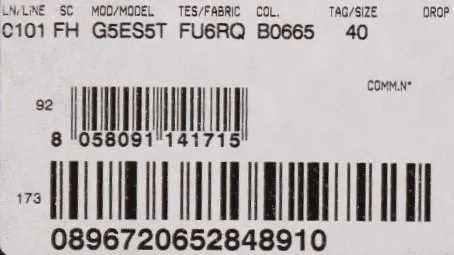 LN/LINE SC MOD/MODEL TES/FABRIC COL. TAG/SIZE DROP
0101 FH G5ES5T FU6RQ B0665 40
COMM.N°
92
8 058091 141715
173
0896720652848910